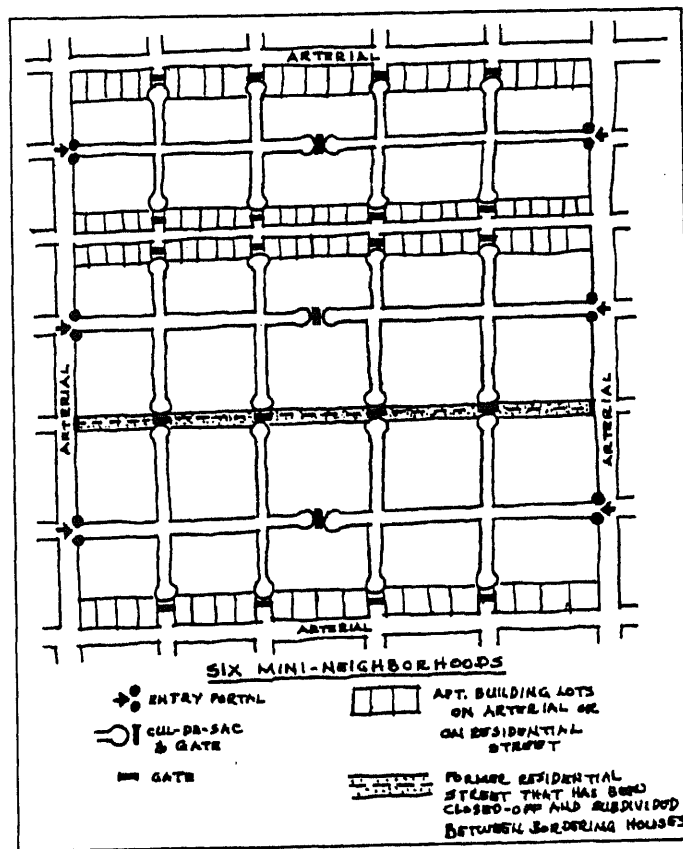 ARTERIAL
ARTERIAL
ARTERIAL
ARTERIAL
SIX MINI-NEIGHBORHOODS
ENTRY PORTAL
CUL-DE-SAC
& GATE
GATE
APT. BUILDING LOTS
ON ARTERIAL OR
ON RESIDENTIAL
STREET
FORMER RESIDENTIAL
STREET THAT HAS BEEN
CLOSED-OFF AND SUBDIVIDED
BETWEEN BORDERING HOUSES